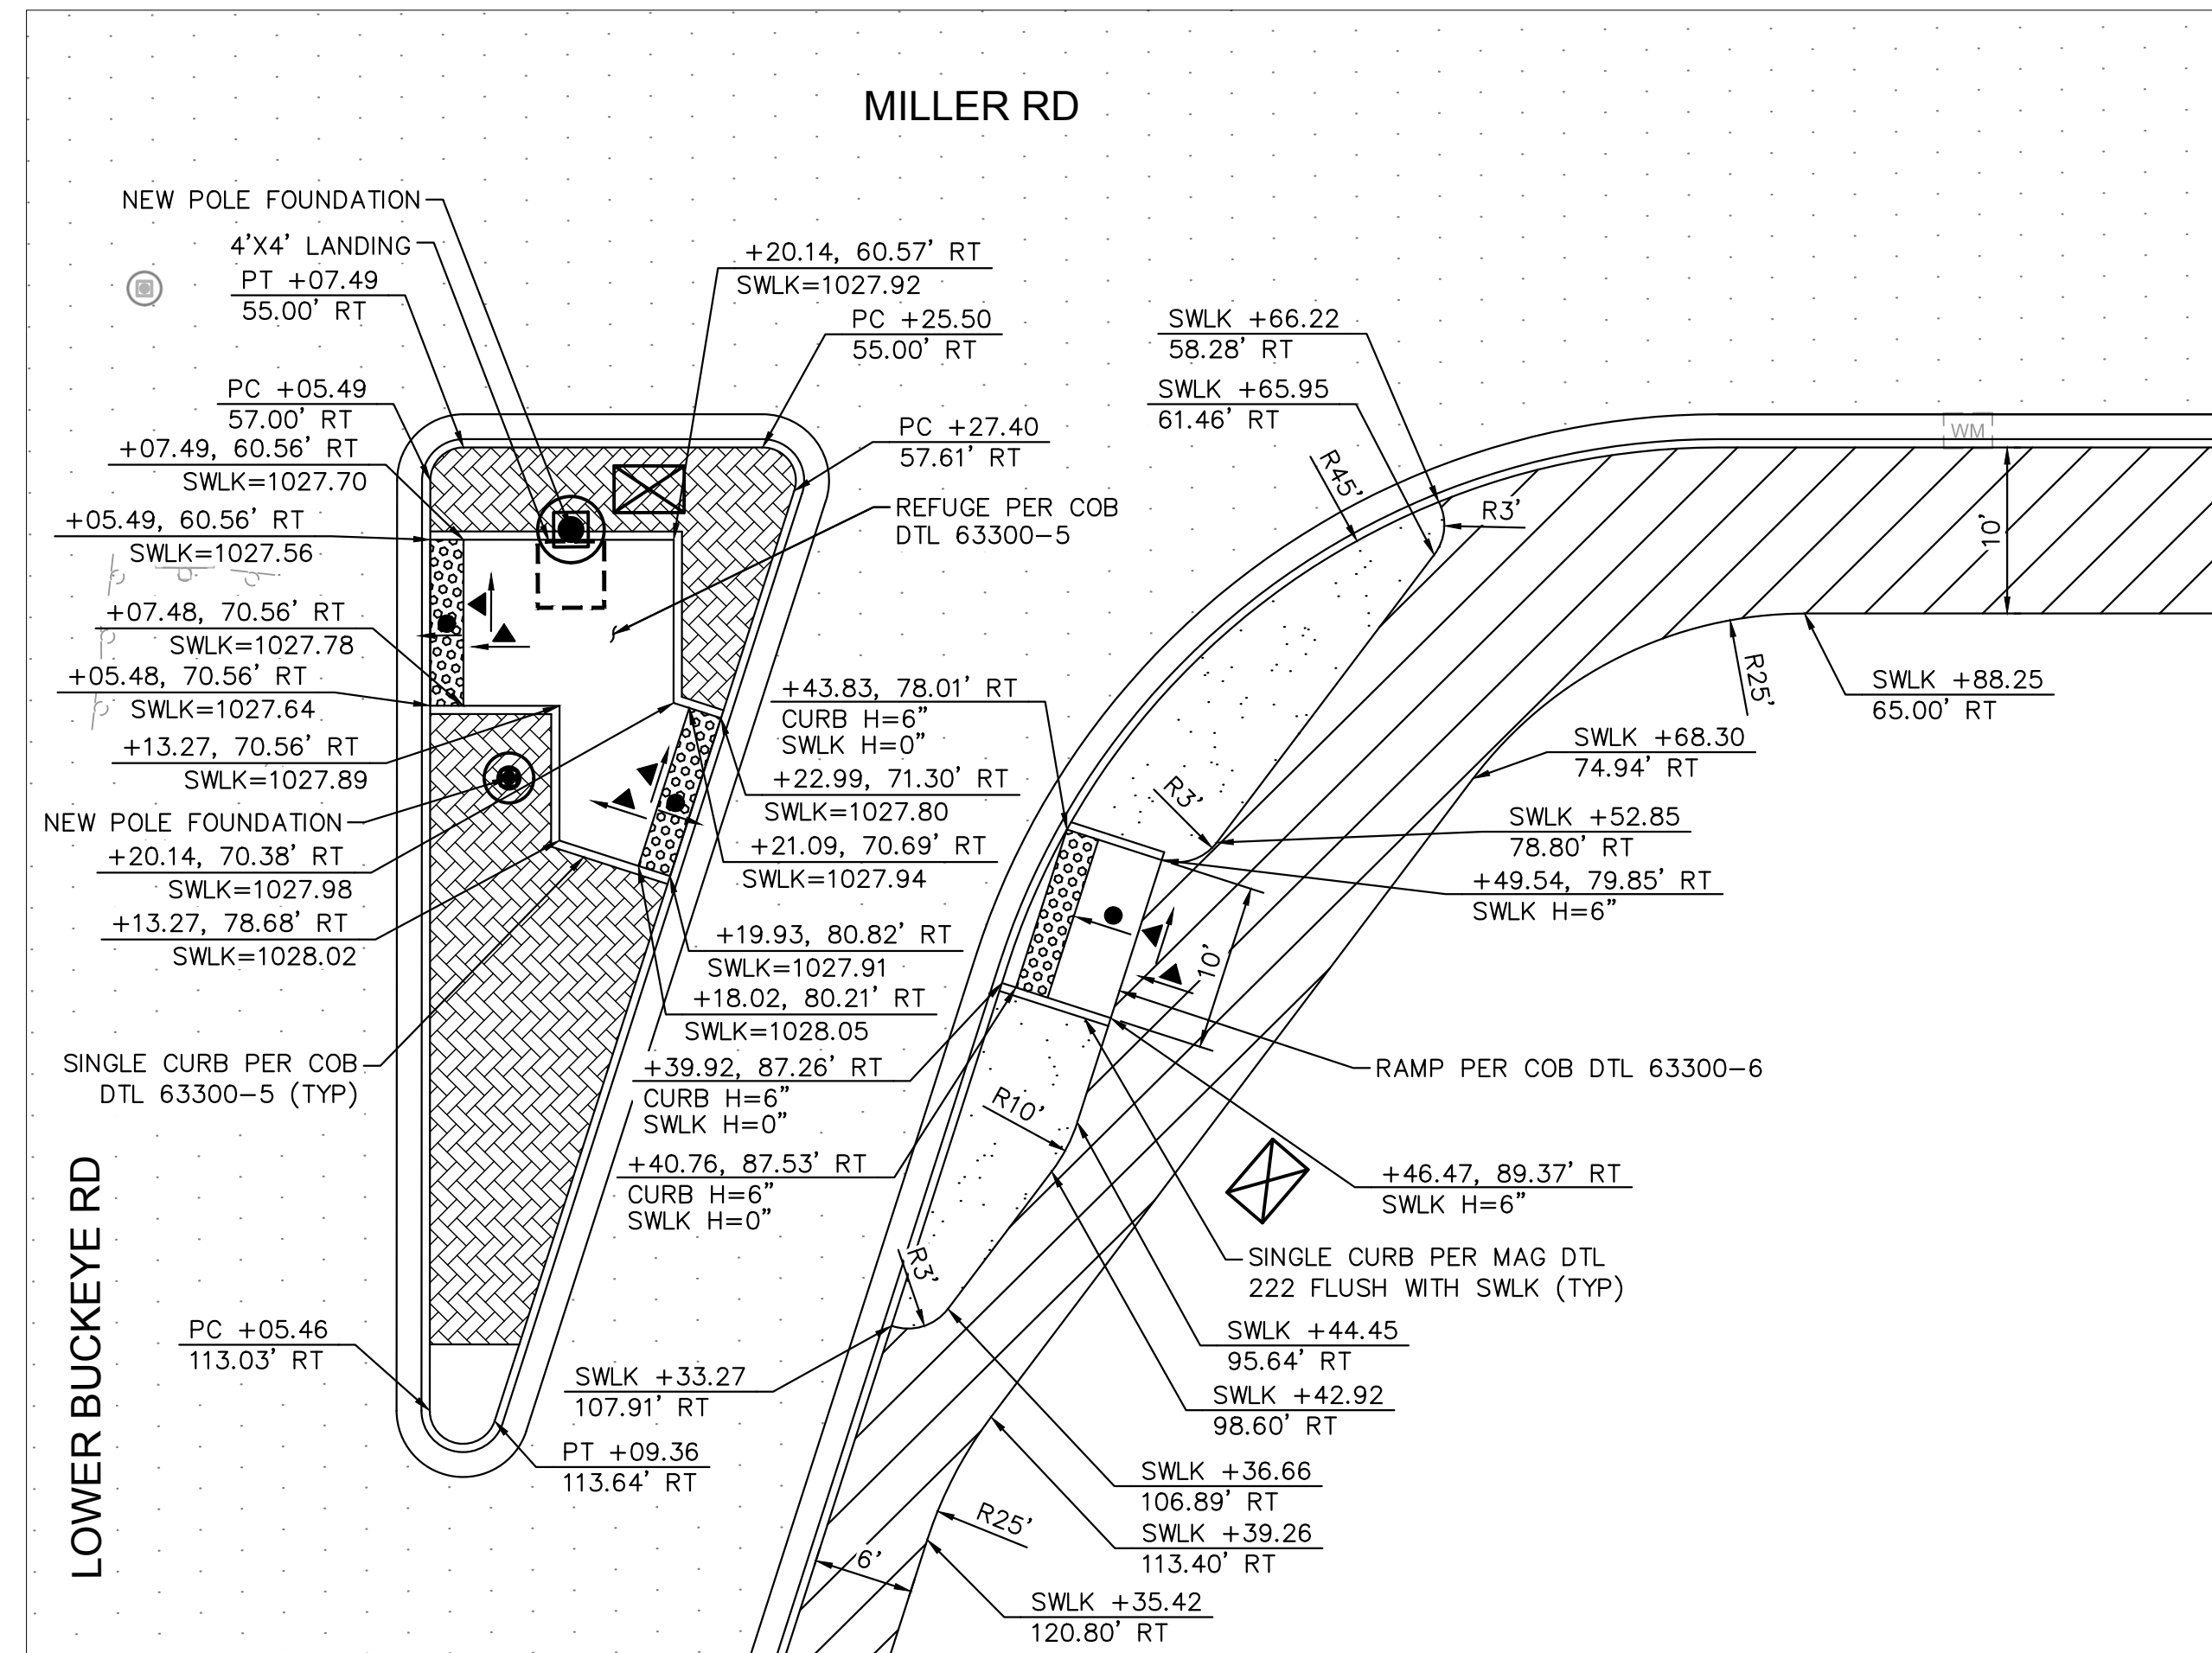 MILLER RD
NEW POLE FOUNDATION
4'X4' LANDING
PT +07.49
55.00' RT
+20.14, 60.57' RT
SWLK=1027.92
PC +25.50
55.00' RT
SWLK +66.22
58.28' RT
PC +05.49
57.00' RT
SWLK +65.95
61.46' RT
PC +27.40
57.61' RT
WM
+07.49, 60.56' RT
SWLK=1027.70
R45'
R3'
REFUGE PER COB
DTL 63300-5
+05.49, 60.56' RT
SWLK=1027.56
10'
+07.48, 70.56' RT
SWLK=1027.78
+05.48, 70.56' RT
SWLK=1027.64
+43.83, 78.01' RT
CURB H=6"
SWLK H=0"
R25'
SWLK +88.25
65.00' RT
+13.27, 70.56' RT
SWLK=1027.89
SWLK +68.30
74.94' RT
+22.99, 71.30' RT
SWLK=1027.80
R3'
NEW POLE FOUNDATION
SWLK +52.85
78.80' RT
+20.14, 70.38' RT
SWLK=1027.98
+21.09, 70.69' RT
SWLK=1027.94
+49.54, 79.85' RT
SWLK H=6"
+13.27, 78.68' RT
SWLK=1028.02
+19.93, 80.82' RT
SWLK=1027.91
10'
+18.02, 80.21' RT
SWLK=1028.05
SINGLE CURB PER COB
DTL 63300-5 (TYP)
+39.92, 87.26' RT
CURB H=6"
SWLK H=0"
RAMP PER COB DTL 63300-6
R10'
+40.76, 87.53' RT
CURB H=6"
SWLK H=0"
+46.47, 89.37' RT
SWLK H=6"
LOWER BUCKEYE RD
R3'
SINGLE CURB PER MAG DTL
222 FLUSH WITH SWLK (TYP)
PC +05.46
113.03' RT
SWLK +44.45
95.64' RT
SWLK +33.27
107.91' RT
SWLK +42.92
98.60' RT
PT +09.36
113.64' RT
SWLK +36.66
106.89' RT
R25'
SWLK +39.26
113.40' RT
6'
SWLK +35.42
120.80' RT